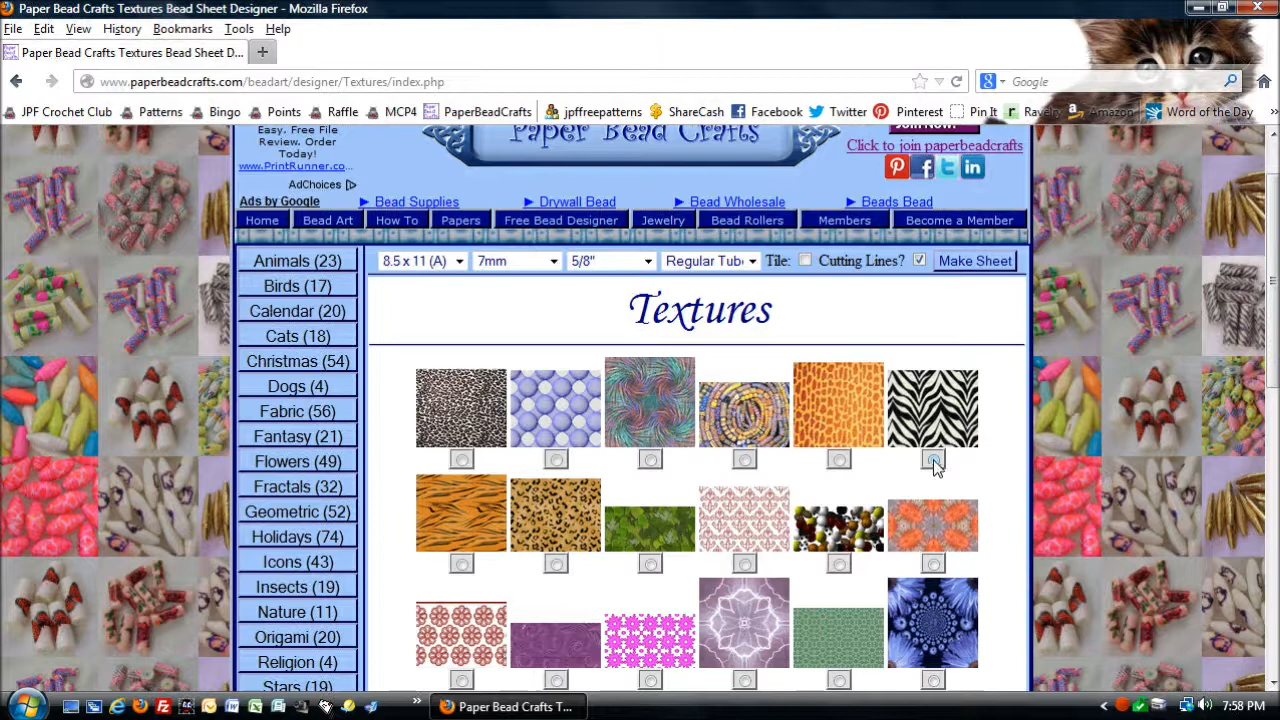 Paper Bead Crafts Textures Bead Sheet Designer - Mozilla Firefox
File Edit View History Bookmarks Tools Help
Paper Bead Crafts Textures Bead Sheet D...
www.paperbeadcrafts.com/beadart/designer/Textures/index.php
Google
JPF Crochet Club Patterns Bingo Points Raffle MCP4 PaperBeadCrafts jpffreepatterns ShareCash Facebook Twitter Pinterest Pin It Ravelry Amazon Word of the Day
Easy. Free File
Review. Order
Today!
www.PrintRunner.co...
AdChoices
Paper Bead Crafts
Join Now!
Click to join paperbeadcrafts
Ads by Google Bead Supplies Drywall Bead Bead Wholesale Beads Bead
Home Bead Art How To Papers Free Bead Designer Jewelry Bead Rollers Members Become a Member
8.5 x 11 (A) 7mm 5/8" Regular Tub Tile: Cutting Lines? Make Sheet
Textures
Animals (23)
Birds (17)
Calendar (20)
Cats (18)
Christmas (54)
Dogs (4)
Fabric (56)
Fantasy (21)
Flowers (49)
Fractals (32)
Geometric (52)
Holidays (74)
Icons (43)
Insects (19)
Nature (11)
Origami (20)
Religion (4)
Stars (19)
Paper Bead Crafts T...
7:58 PM